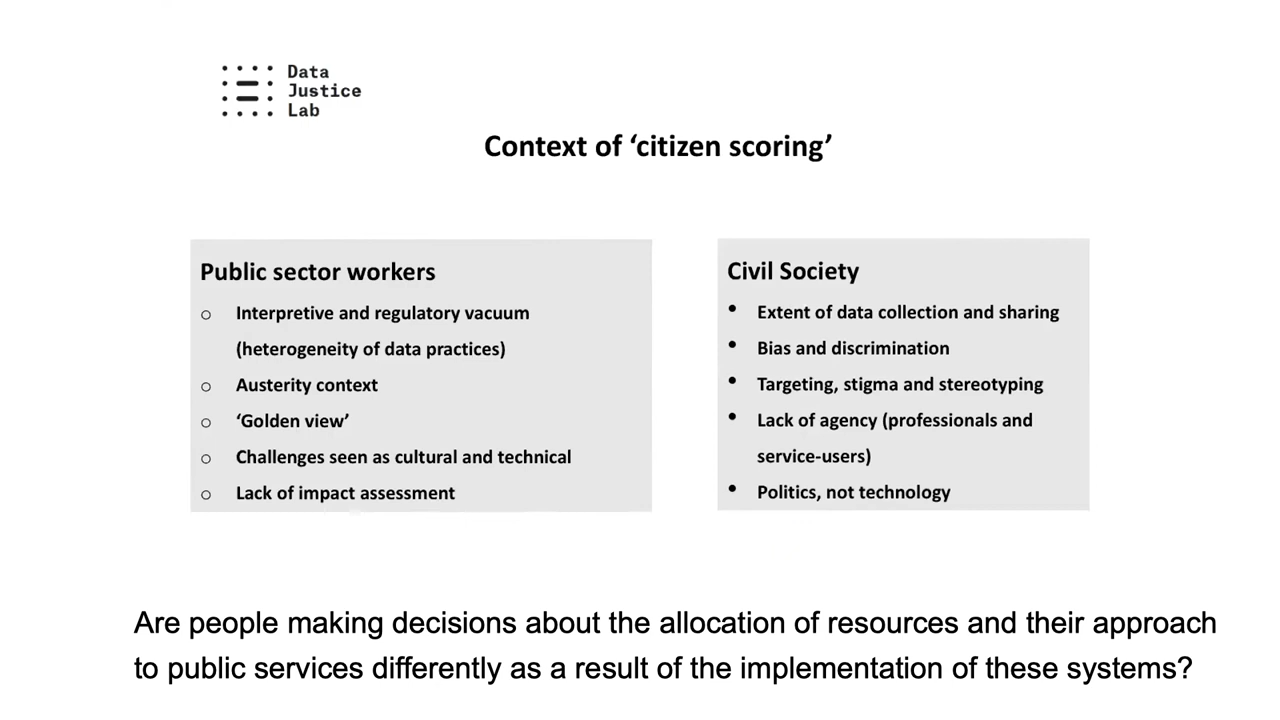 Data
Justice
Lab
Context of ‘citizen scoring’
Public sector workers
○ Interpretive and regulatory vacuum
(heterogeneity of data practices)
○ Austerity context
○ ‘Golden view’
○ Challenges seen as cultural and technical
○ Lack of impact assessment
Civil Society
• Extent of data collection and sharing
• Bias and discrimination
• Targeting, stigma and stereotyping
• Lack of agency (professionals and
service-users)
• Politics, not technology
Are people making decisions about the allocation of resources and their approach
to public services differently as a result of the implementation of these systems?